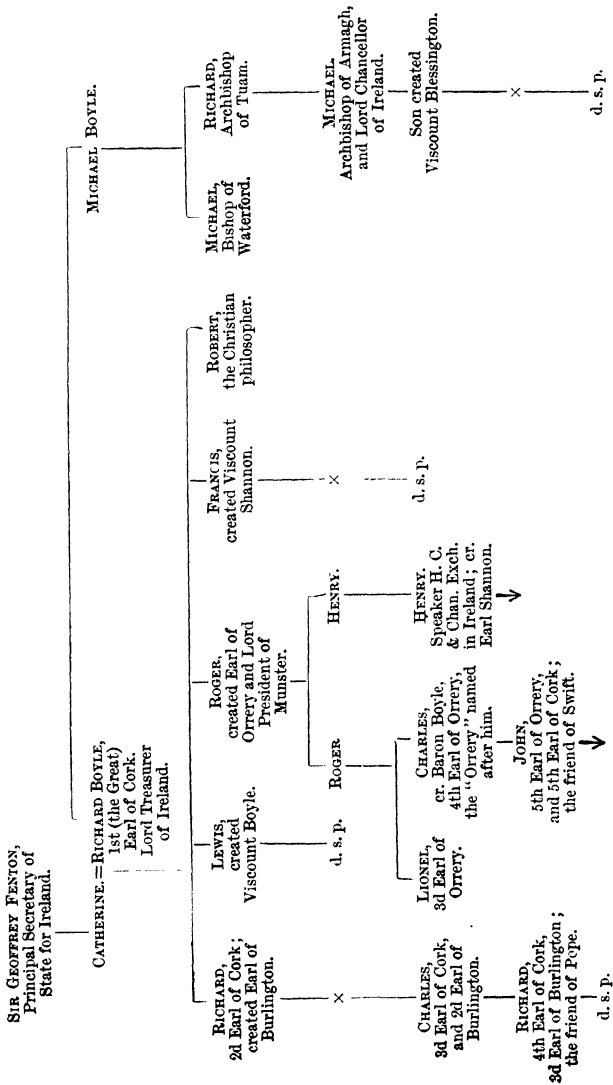 SIR GEOFFREY FENTON,
Principal Secretary of
State for Ireland.
CATHERINE.=RICHARD BOYLE,
1st (the Great)
Earl of Cork.
Lord Treasurer
of Ireland.
MICHAEL BOYLE.
RICHARD,
2d Earl of Cork;
created Earl of
Burlington.
LEWIS,
created
Viscount Boyle.
ROGER,
created Earl of
Orrery and Lord
President of
Munster.
FRANCIS,
created Viscount
Shannon.
ROBERT,
the Christian
philosopher.
MICHAEL,
Bishop of
Waterford.
RICHARD,
Archbishop
of Tuam.
×
d. s. p.
ROGER
HENRY.
×
MICHAEL.
Archbishop of Armagh,
and Lord Chancellor
of Ireland.
CHARLES,
3d Earl of Cork,
and 2d Earl of
Burlington.
LIONEL,
3d Earl of
Orrery.
CHARLES,
cr. Baron Boyle,
4th Earl of Orrery,
the "Orrery" named
after him.
HENRY.
Speaker H. C.
& Chan. Exch.
in Ireland; cr.
Earl Shannon.
d. s. p.
Son created
Viscount Blessington.
RICHARD,
4th Earl of Cork,
3d Earl of Burlington;
the friend of Pope.
JOHN,
5th Earl of Orrery,
and 5th Earl of Cork;
the friend of Swift.
×
d. s. p.
d. s. p.